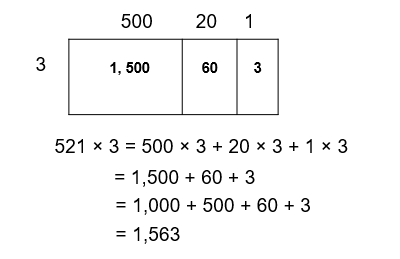 500 20 1
3
1, 500 60 3
521 × 3 = 500 × 3 + 20 × 3 + 1 × 3
= 1,500 + 60 + 3
= 1,000 + 500 + 60 + 3
= 1,563